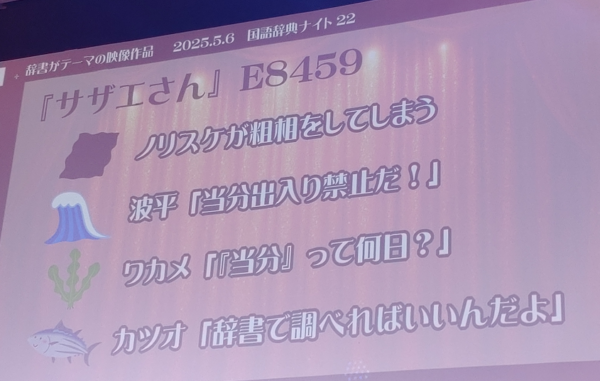 辞書がテーマの映像作品 2025.5.6 国語辞典ナイト22
『サザエさん』E8459
ノリスケが粗相をしてしまう
波平「当分出入り禁止だ!」
ワカメ「『当分』って何日?」
カツオ「辞書で調べればいいんだよ」